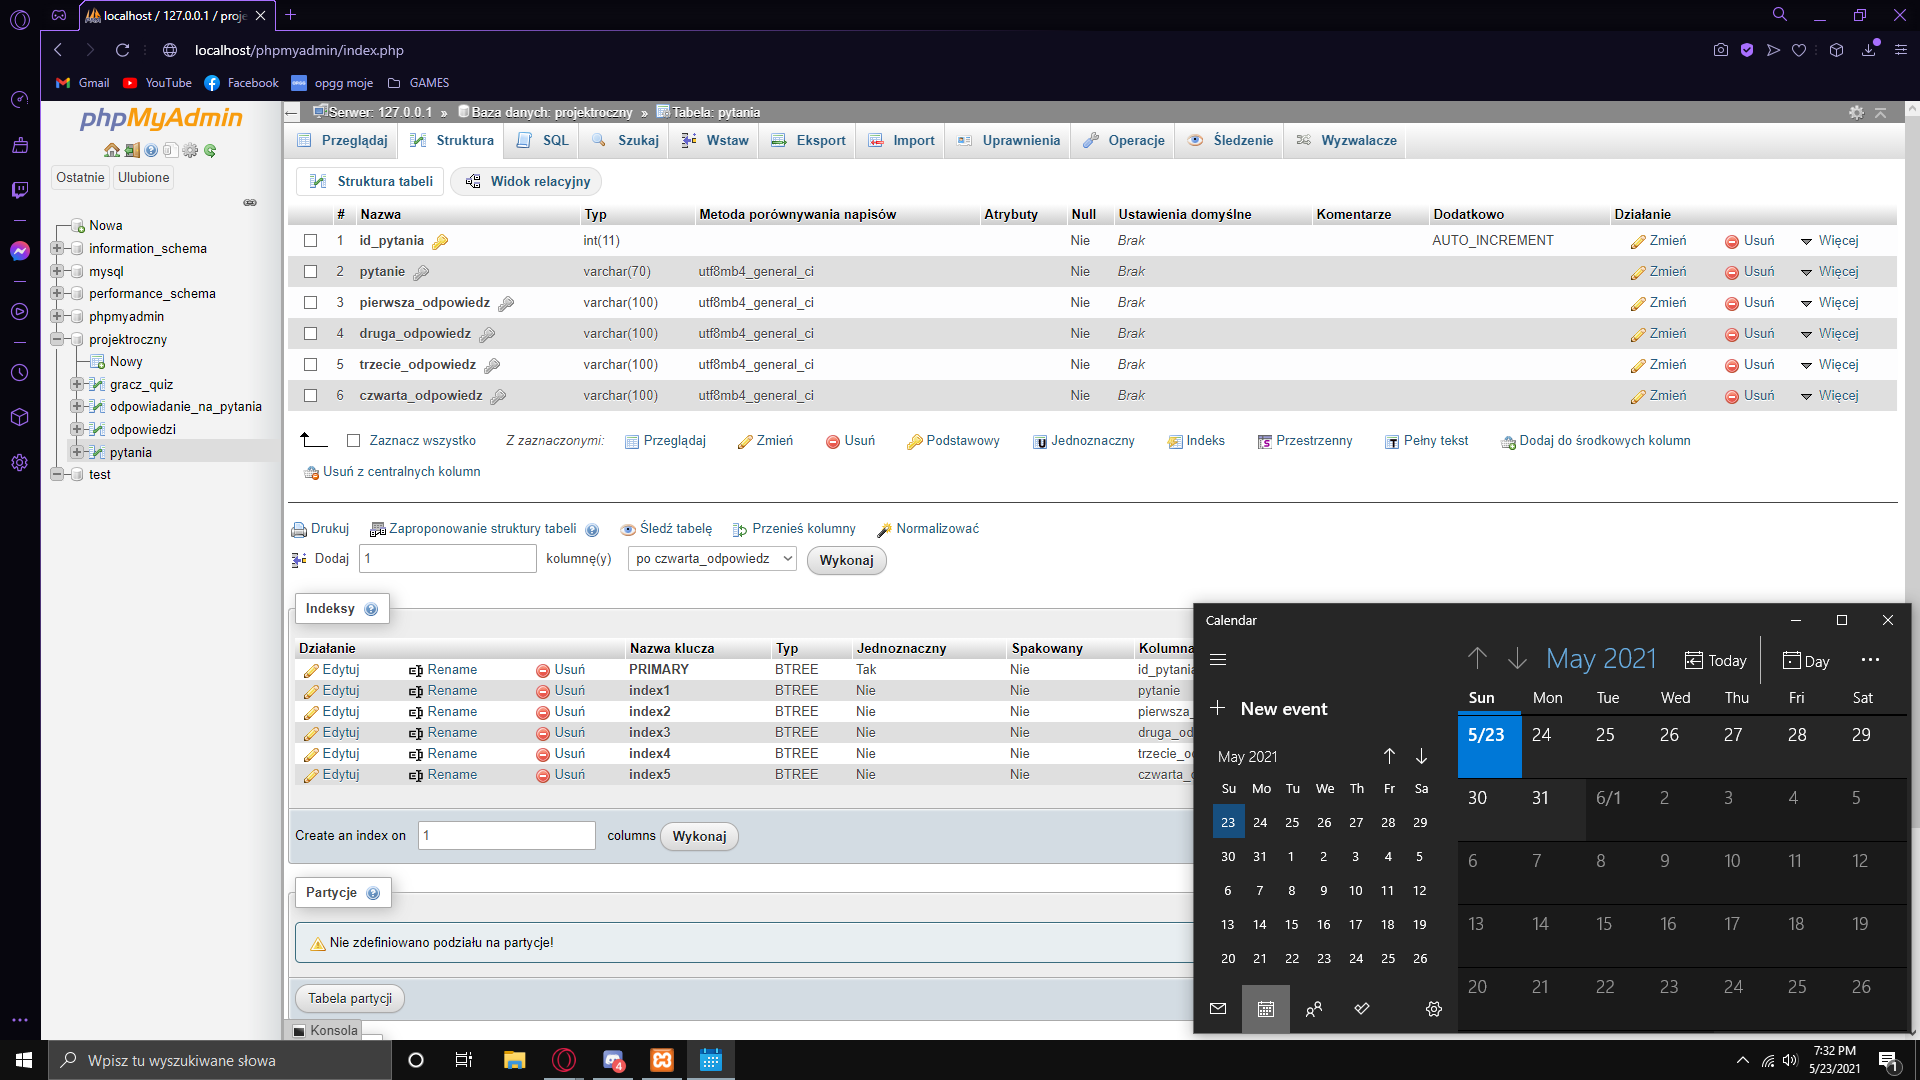 localhost / 127.0.0.1 / proje
localhost/phpmyadmin/index.php
Gmail YouTube Facebook opgg moje GAMES
phpMyAdmin
Ostatnie Ulubione
Nowa
information_schema
mysql
performance_schema
phpmyadmin
projektroczny
Nowy
gracz_quiz
odpowiadanie_na_pytania
odpowiedzi
pytania
test
Serwer: 127.0.0.1 » Baza danych: projektroczny » Tabela: pytania
Przeglądaj Struktura SQL Szukaj Wstaw Eksport Import Uprawnienia Operacje Śledzenie Wyzwalacze
Struktura tabeli Widok relacyjny
# Nazwa Typ Metoda porównywania napisów Atrybuty Null Ustawienia domyślne Komentarze Dodatkowo Działanie
1 id_pytania int(11) Nie Brak AUTO_INCREMENT Zmień Usuń Więcej
2 pytanie varchar(70) utf8mb4_general_ci Nie Brak Zmień Usuń Więcej
3 pierwsza_odpowiedz varchar(100) utf8mb4_general_ci Nie Brak Zmień Usuń Więcej
4 druga_odpowiedz varchar(100) utf8mb4_general_ci Nie Brak Zmień Usuń Więcej
5 trzecie_odpowiedz varchar(100) utf8mb4_general_ci Nie Brak Zmień Usuń Więcej
6 czwarta_odpowiedz varchar(100) utf8mb4_general_ci Nie Brak Zmień Usuń Więcej
Zaznacz wszystko Z zaznaczonymi: Przeglądaj Zmień Usuń Podstawowy Jednoznaczny Indeks Przestrzenny Pełny tekst Dodaj do środkowych kolumn
Usuń z centralnych kolumn
Drukuj Zaproponowanie struktury tabeli Śledź tabelę Przenieś kolumny Normalizować
Dodaj 1 kolumnę(y) po czwarta_odpowiedz Wykonaj
Indeksy
Działanie Nazwa klucza Typ Jednoznaczny Spakowany Kolumna
Edytuj Rename Usuń PRIMARY BTREE Tak Nie id_pytania
Edytuj Rename Usuń index1 BTREE Nie Nie pytanie
Edytuj Rename Usuń index2 BTREE Nie Nie pierwsza_
Edytuj Rename Usuń index3 BTREE Nie Nie druga_od
Edytuj Rename Usuń index4 BTREE Nie Nie trzecie_o
Edytuj Rename Usuń index5 BTREE Nie Nie czwarta_
Create an index on 1 columns Wykonaj
Partycje
Nie zdefiniowano podziału na partycje!
Tabela partycji
Konsola
Calendar
May 2021 Today Day
New event
May 2021
Su Mo Tu We Th Fr Sa
23 24 25 26 27 28 29
30 31 1 2 3 4 5
6 7 8 9 10 11 12
13 14 15 16 17 18 19
20 21 22 23 24 25 26
Sun Mon Tue Wed Thu Fri Sat
5/23 24 25 26 27 28 29
30 31 6/1 2 3 4 5
6 7 8 9 10 11 12
13 14 15 16 17 18 19
20 21 22 23 24 25 26
Wpisz tu wyszukiwane słowa
4
7:32 PM
5/23/2021
1